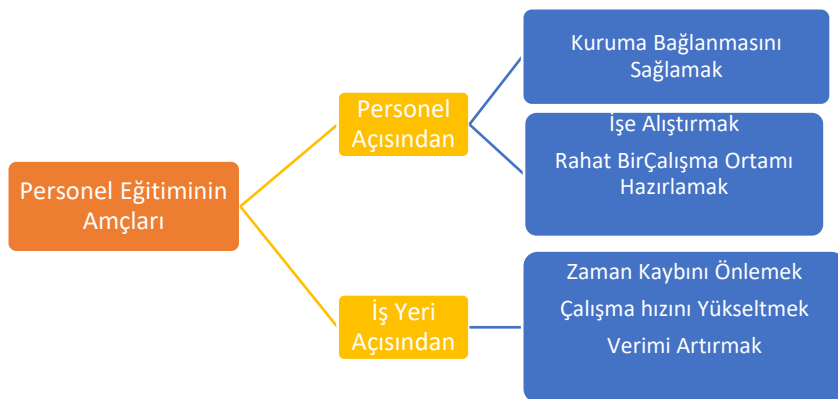 Kuruma Bağlanmasını
Sağlamak
Personel
Açısından
İşe Alıştırmak
Rahat BirÇalışma Ortamı
Hazırlamak
Personel Eğitiminin
Amçları
İş Yeri
Açısından
Zaman Kaybını Önlemek
Çalışma hızını Yükseltmek
Verimi Artırmak